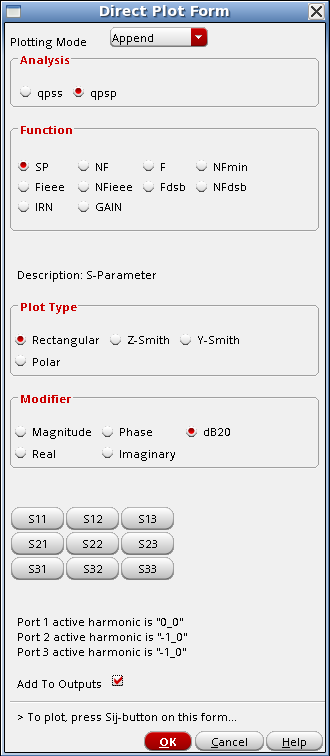 Direct Plot Form
Plotting Mode Append
Analysis
qpss qpsp
Function
SP NF F NFmin
Fieee NFieee Fdsb NFdsb
IRN GAIN
Description: S-Parameter
Plot Type
Rectangular Z-Smith Y-Smith
Polar
Modifier
Magnitude Phase dB20
Real Imaginary
S11 S12 S13
S21 S22 S23
S31 S32 S33
Port 1 active harmonic is "0_0"
Port 2 active harmonic is "-1_0"
Port 3 active harmonic is "-1_0"
Add To Outputs
> To plot, press Sij-button on this form...
OK Cancel Help